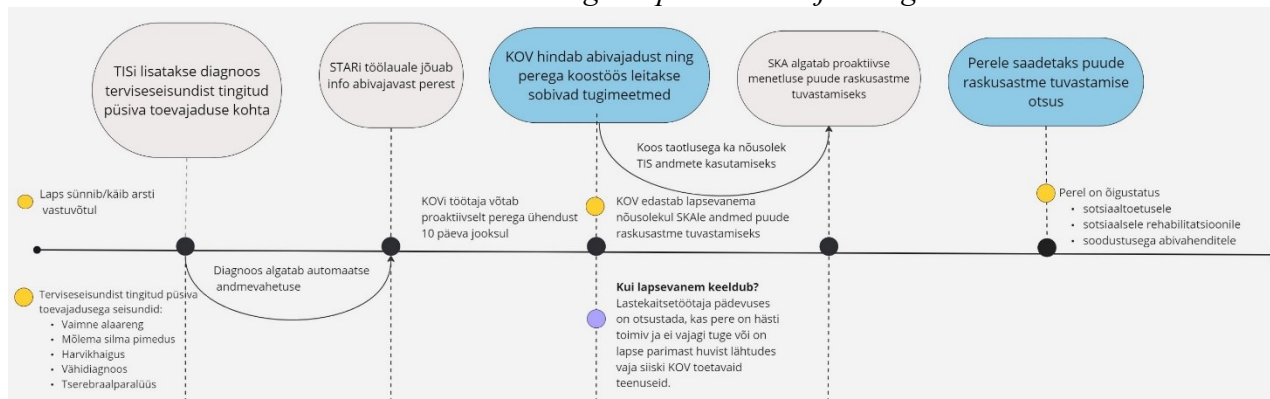 TISi lisatakse diagnoos
terviseseisundist tingitud
püsiva toevajaduse kohta
STARi töölauale jõuab
info abivajavast perest
KOV hindab abivajadust ning
perega koostöös leitakse
sobivad tugimeetmed
SKA algatab proaktiivse
menetluse puude raskusastme
tuvastamiseks
Perele saadetaks puude
raskusastme tuvastamise
otsus
Koos taotlusega ka nõusolek
TIS andmete kasutamiseks
Laps sünnib/käib arsti
vastuvõtul
KOVi töötaja võtab
proaktiivselt perega ühendust
10 päeva jooksul
KOV edastab lapsevanema
nõusolekul SKAle andmed puude
raskusastme tuvastamiseks
Perel on õigustatus
• sotsiaaltoetusele
• sotsiaalsele rehabilitatsioonile
• soodustusega abivahenditele
Diagnoos algatab automaatse
andmevahetuse
Terviseseisundist tingitud püsiva
toevajadusega seisundid:
• Vaimne alaareng
• Mõlema silma pimedus
• Harvikhaigus
• Vähidiagnoos
• Tserebraalparalüüs
Kui lapsevanem keeldub?
Lastekaitsetöötaja pädevuses
on otsustada, kas pere on hästi
toimiv ja ei vajagi tuge või on
lapse parimast huvist lähtudes
vaja siiski KOV toetavaid
teenuseid.